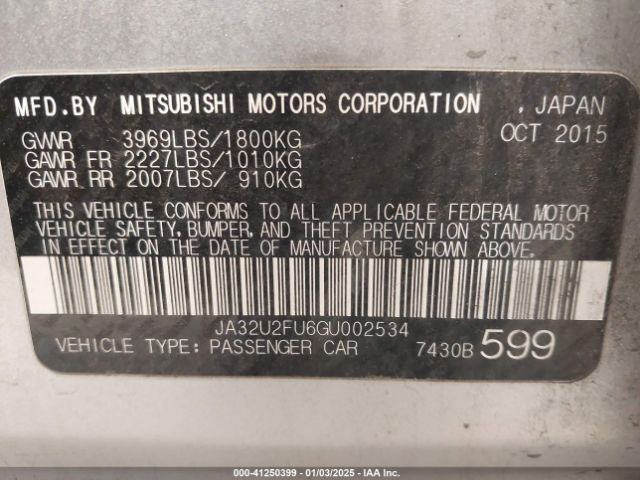 MFD.BY MITSUBISHI MOTORS CORPORATION , JAPAN
GVWR 3969LBS/1800KG OCT 2015
GAWR FR 2227LBS/1010KG
GAWR RR 2007LBS/ 910KG
THIS VEHICLE CONFORMS TO ALL APPLICABLE FEDERAL MOTOR
VEHICLE SAFETY, BUMPER, AND THEFT PREVENTION STANDARDS
IN EFFECT ON THE DATE OF MANUFACTURE SHOWN ABOVE.
JA32U2FU6GU002534
VEHICLE TYPE: PASSENGER CAR 7430B 599
000-41250399 - 01/03/2025 - IAA Inc.